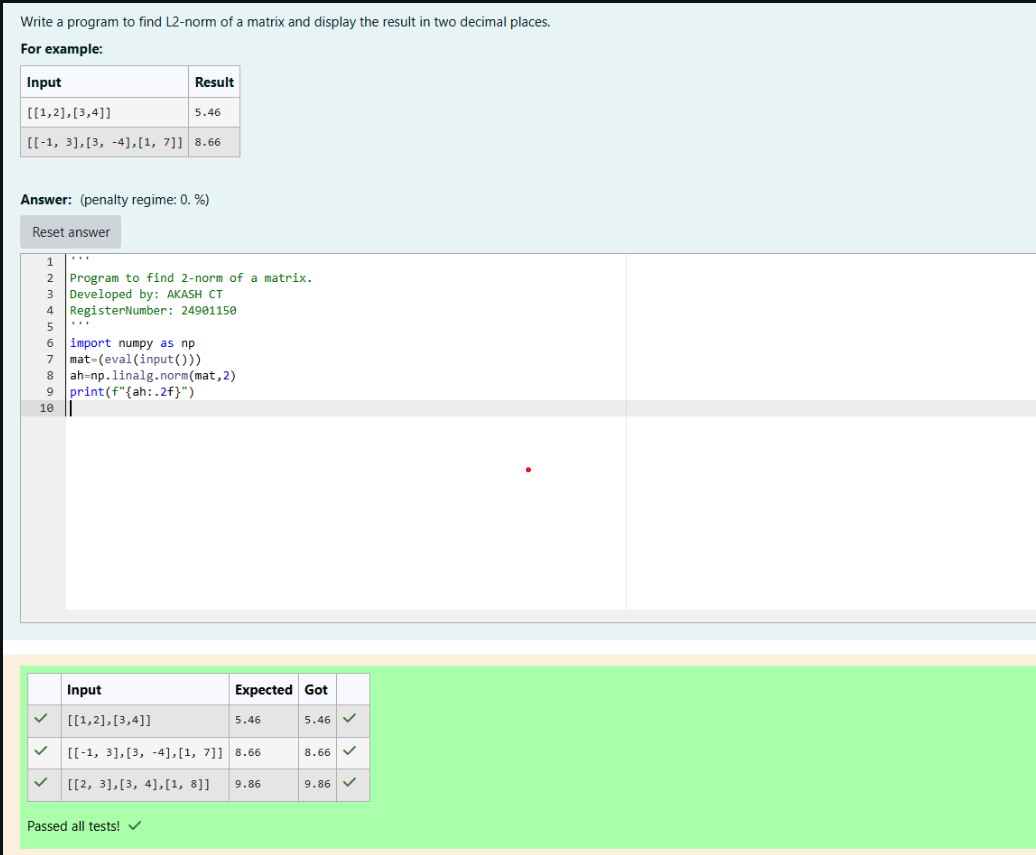 Write a program to find L2-norm of a matrix and display the result in two decimal places.
For example:
Input Result
[[1,2],[3,4]] 5.46
[[-1, 3],[3, -4],[1, 7]] 8.66
Answer: (penalty regime: 0. %)
Reset answer
1 '''
2 Program to find 2-norm of a matrix.
3 Developed by: AKASH CT
4 RegisterNumber: 24901150
5 '''
6 import numpy as np
7 mat=(eval(input()))
8 ah=np.linalg.norm(mat,2)
9 print(f"{ah:.2f}")
10
Input Expected Got
[[1,2],[3,4]] 5.46 5.46
[[-1, 3],[3, -4],[1, 7]] 8.66 8.66
[[2, 3],[3, 4],[1, 8]] 9.86 9.86
Passed all tests!